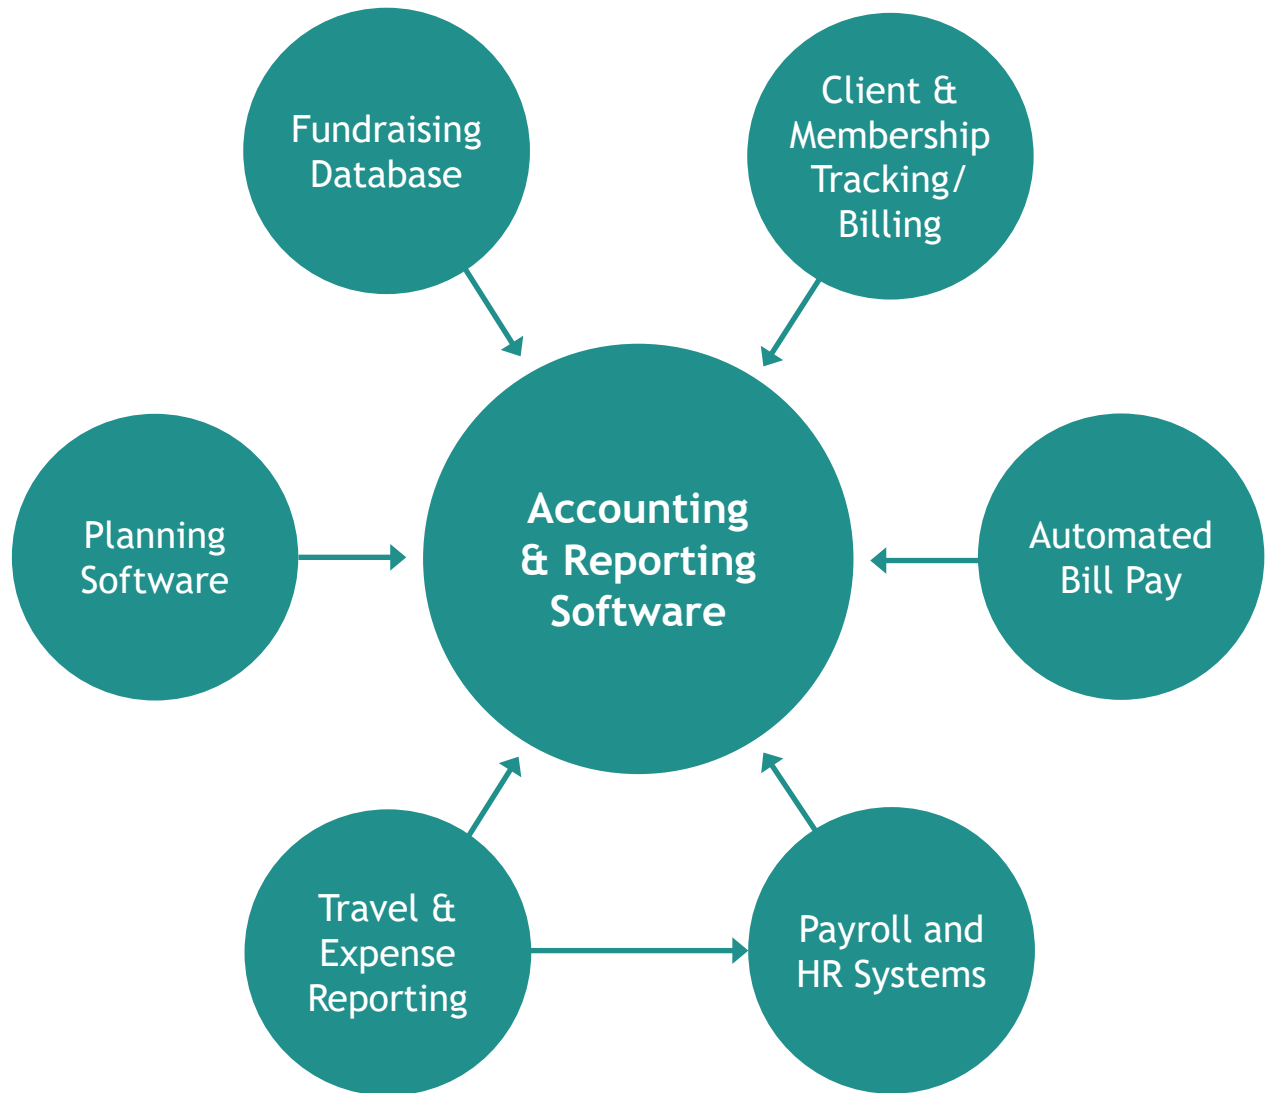 Fundraising
Database
Client &
Membership
Tracking/
Billing
Planning
Software
Accounting
& Reporting
Software
Automated
Bill Pay
Travel &
Expense
Reporting
Payroll and
HR Systems